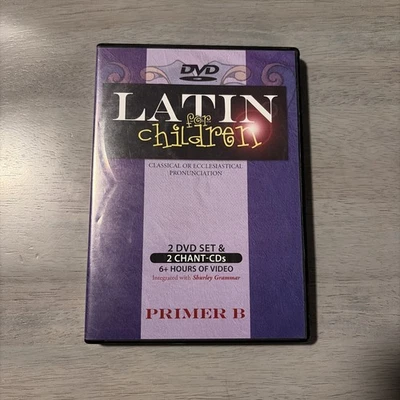 DVD
LATIN
for
children
CLASSICAL OR ECCLESIASTICAL
PRONUNCIATION
2 DVD SET &
2 CHANT-CDs
6+ HOURS OF VIDEO
Integrated with Shurley Grammar
PRIMER B